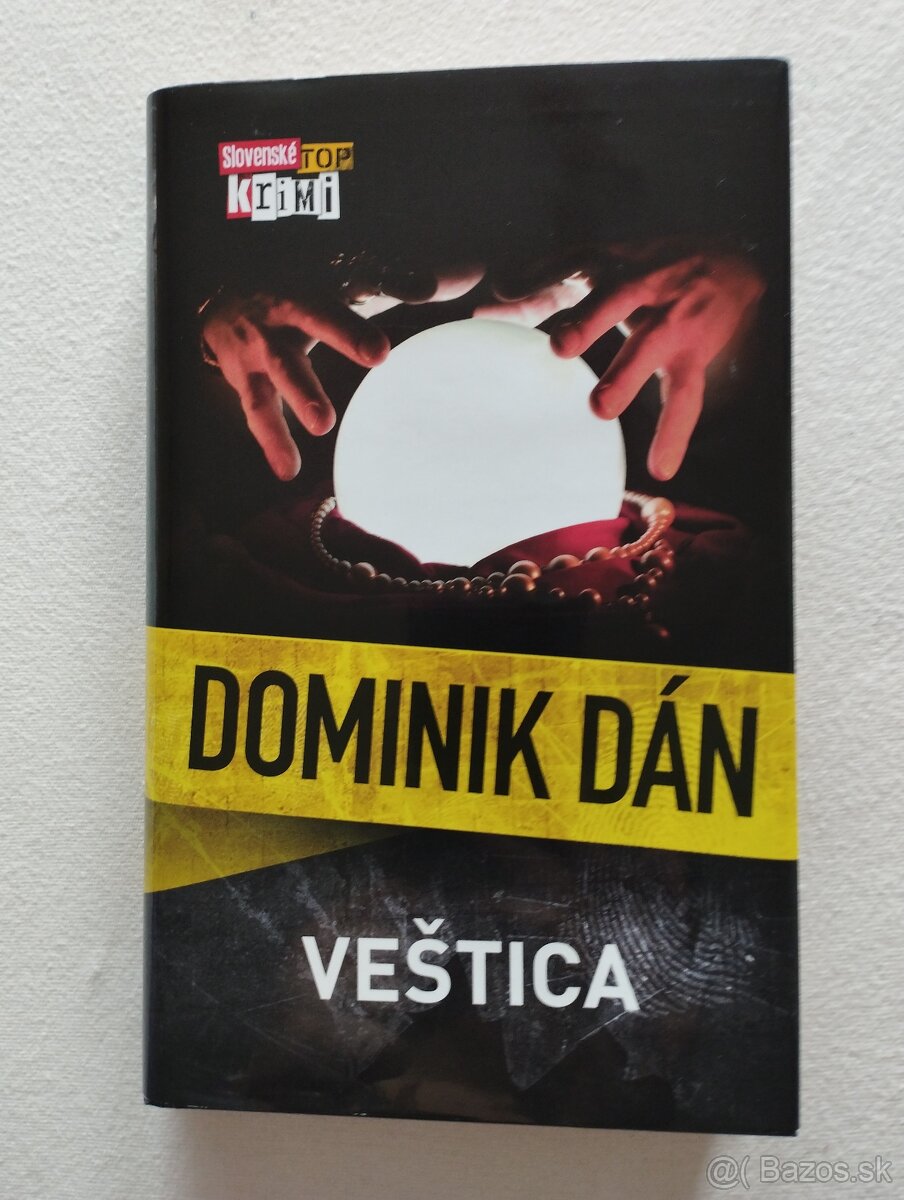 Slovenské TOP
Krimi
DOMINIK DÁN
VEŠTICA
@( Bazos.sk